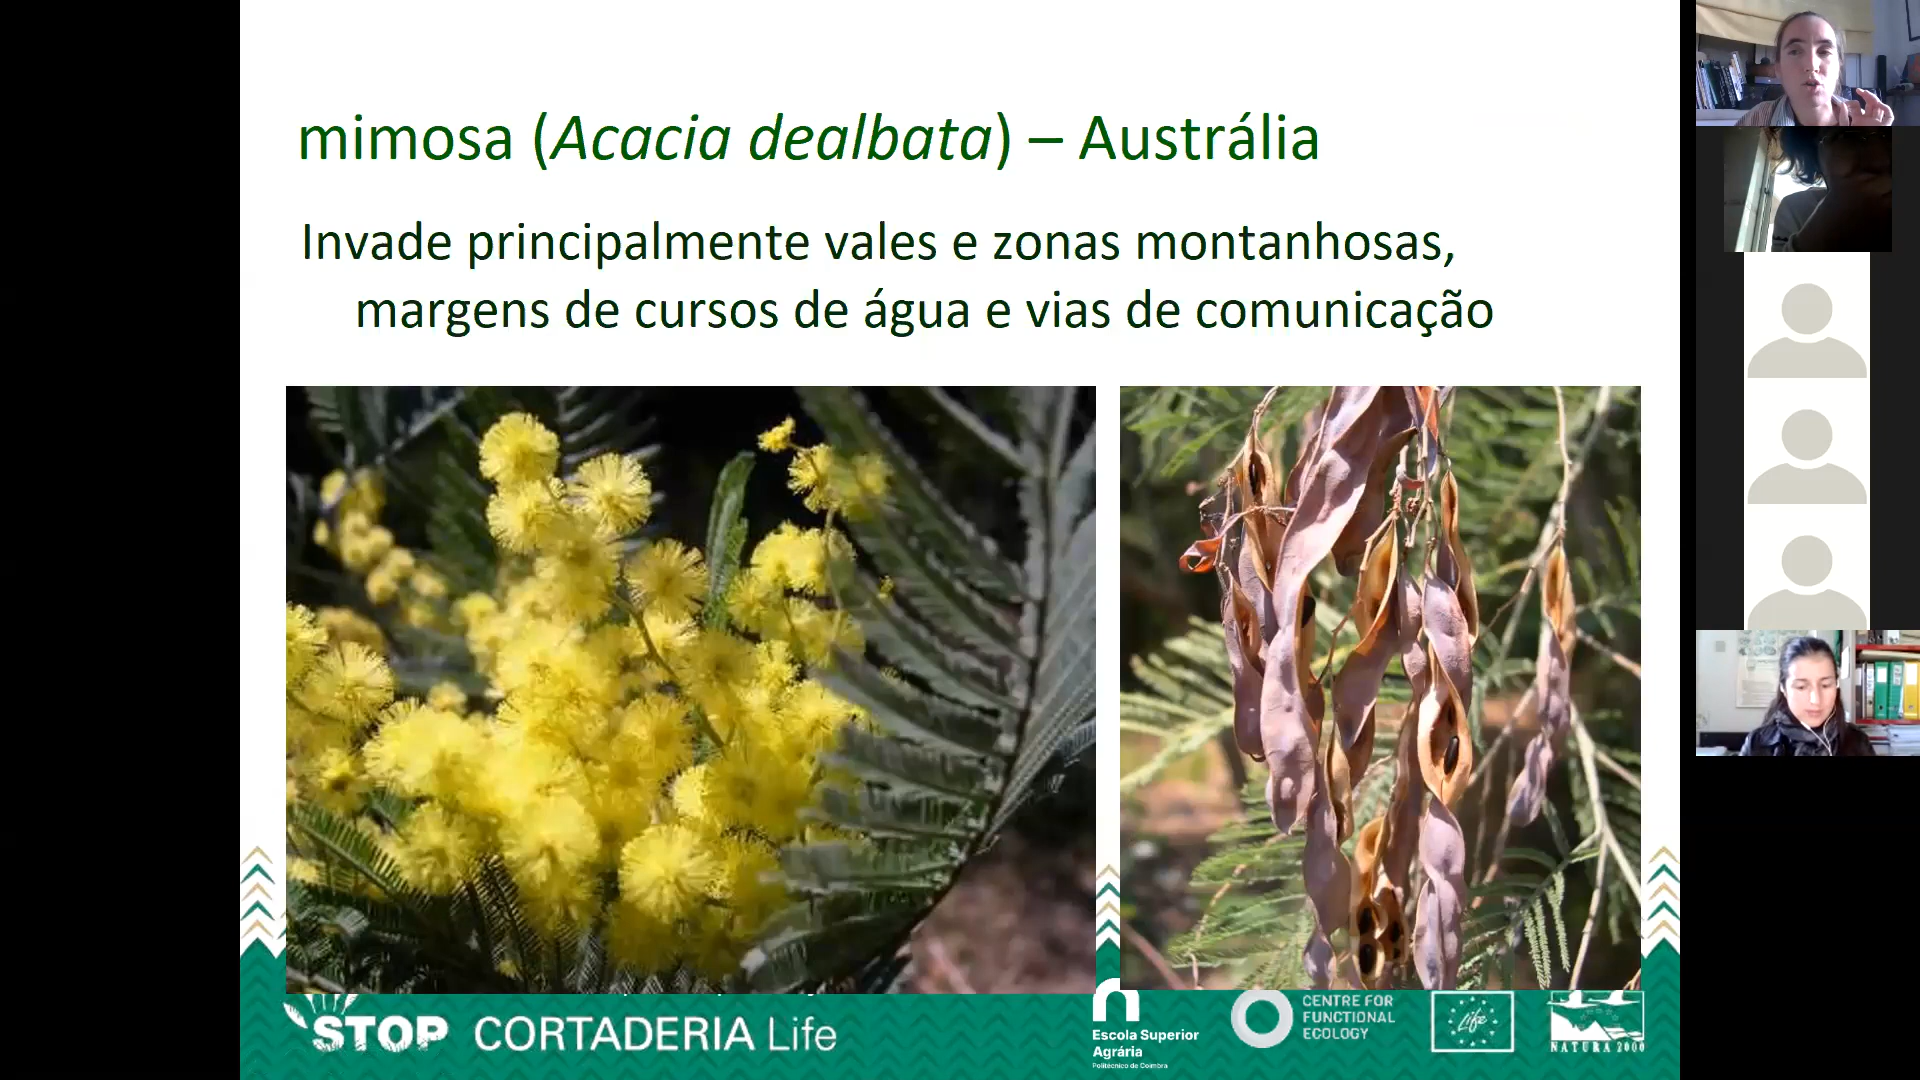 mimosa (Acacia dealbata) – Austrália
Invade principalmente vales e zonas montanhosas,
margens de cursos de água e vias de comunicação
STOP CORTADERIA Life
Escola Superior
Agrária
Politécnico de Coimbra
CENTRE FOR
FUNCTIONAL
ECOLOGY
Life
NATURA 2000